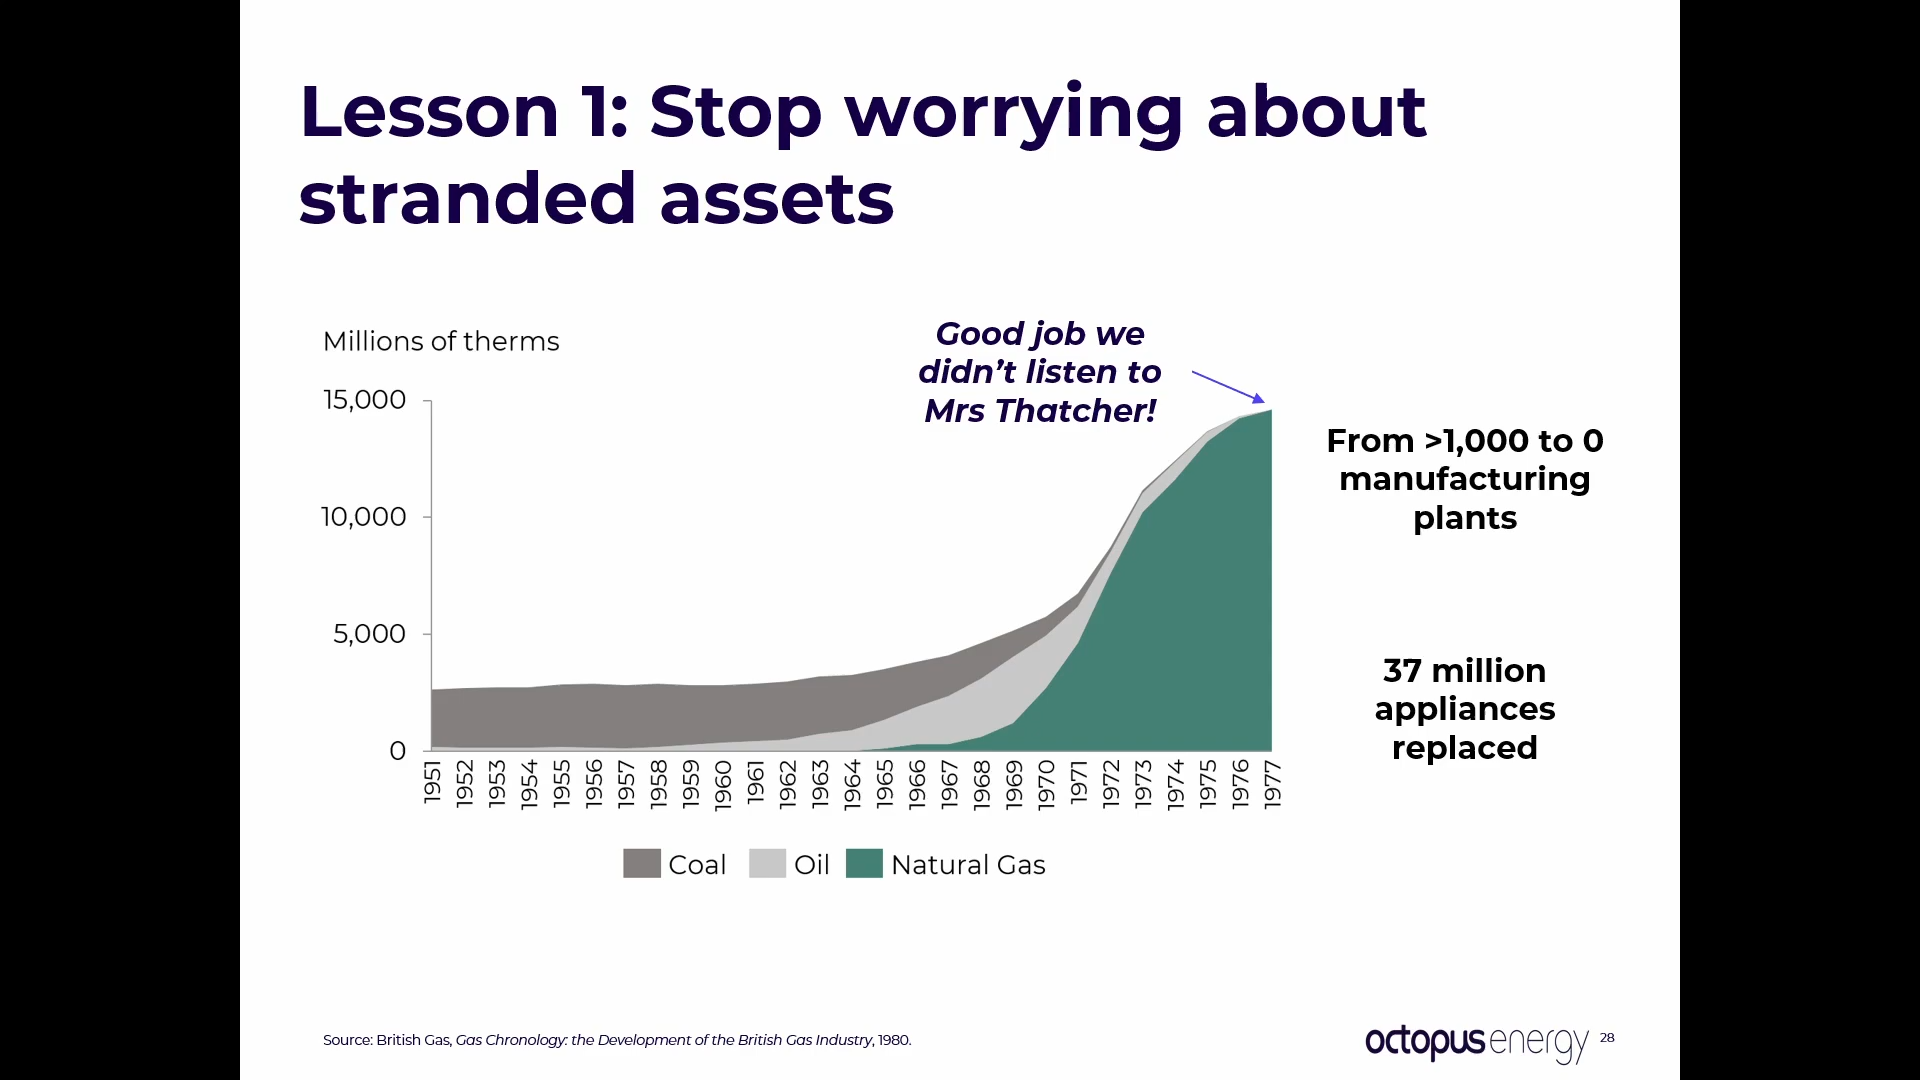 Lesson 1: Stop worrying about
stranded assets
Millions of therms
Good job we
didn’t listen to
Mrs Thatcher!
15,000
10,000
5,000
0
1951
1952
1953
1954
1955
1956
1957
1958
1959
1960
1961
1962
1963
1964
1965
1966
1967
1968
1969
1970
1971
1972
1973
1974
1975
1976
1977
Coal
Oil
Natural Gas
From >1,000 to 0
manufacturing
plants
37 million
appliances
replaced
Source: British Gas, Gas Chronology: the Development of the British Gas Industry, 1980.
octopusenergy
28